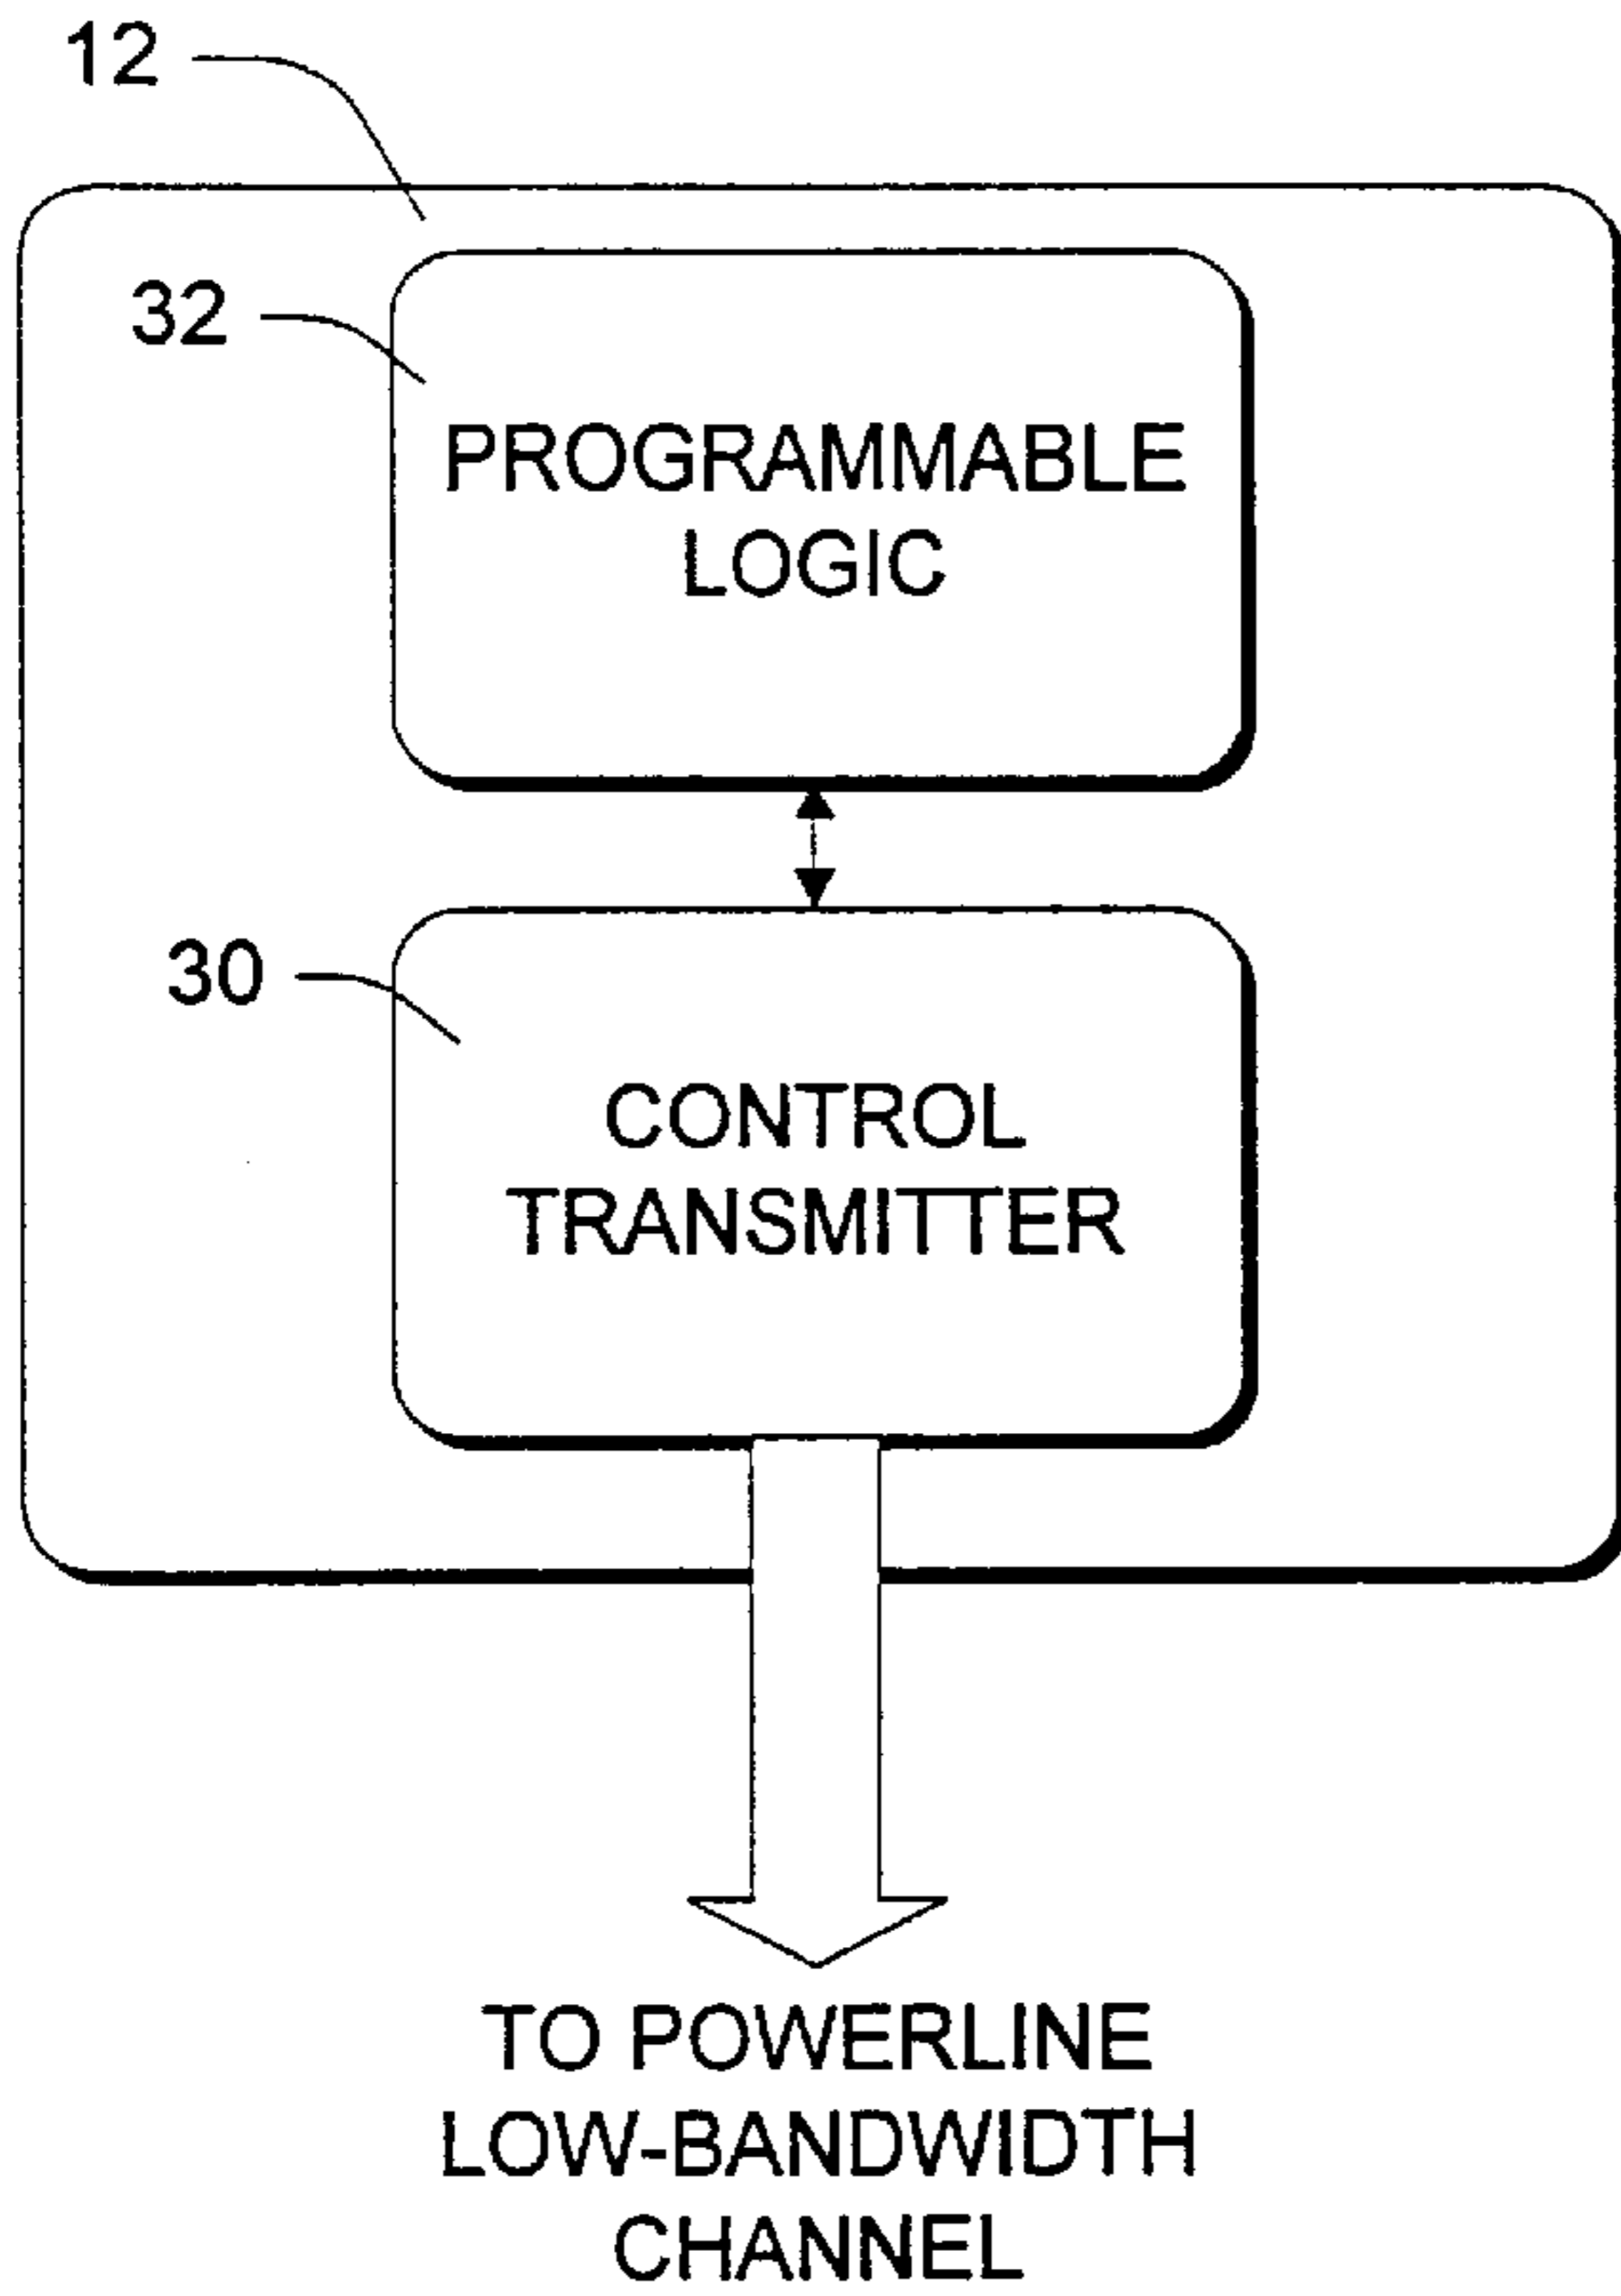 12
32
PROGRAMMABLE
LOGIC
30
CONTROL
TRANSMITTER
TO POWERLINE
LOW-BANDWIDTH
CHANNEL